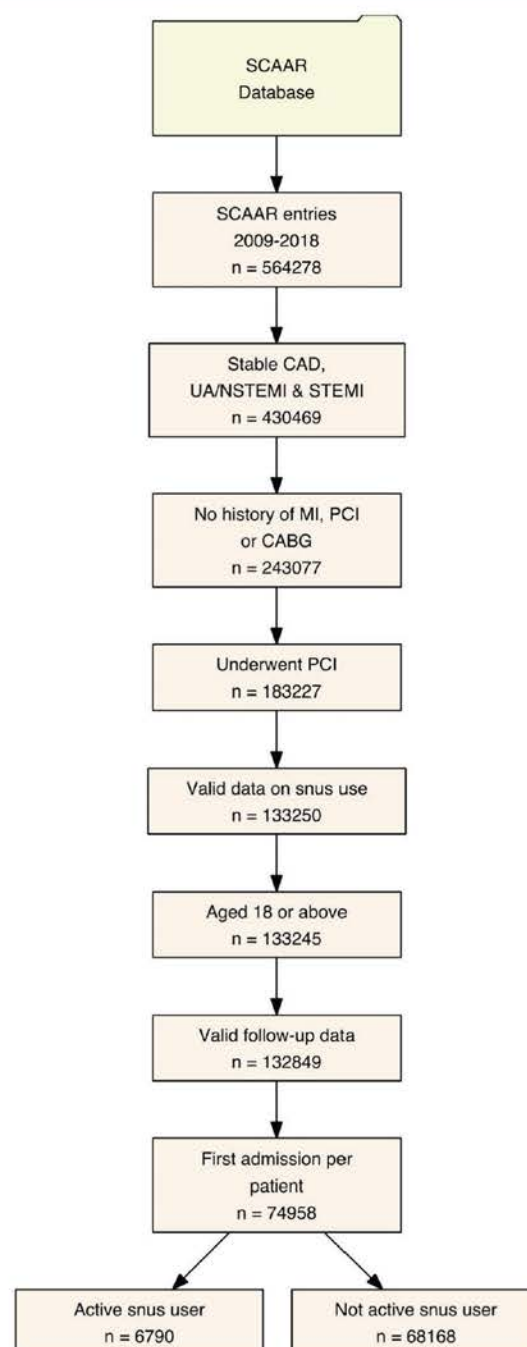 SCAAR
Database
SCAAR entries
2009-2018
n = 564278
Stable CAD,
UA/NSTEMI & STEMI
n = 430469
No history of MI, PCI
or CABG
n = 243077
Underwent PCI
n = 183227
Valid data on snus use
n = 133250
Aged 18 or above
n = 133245
Valid follow-up data
n = 132849
First admission per
patient
n = 74958
Active snus user
n = 6790
Not active snus user
n = 68168